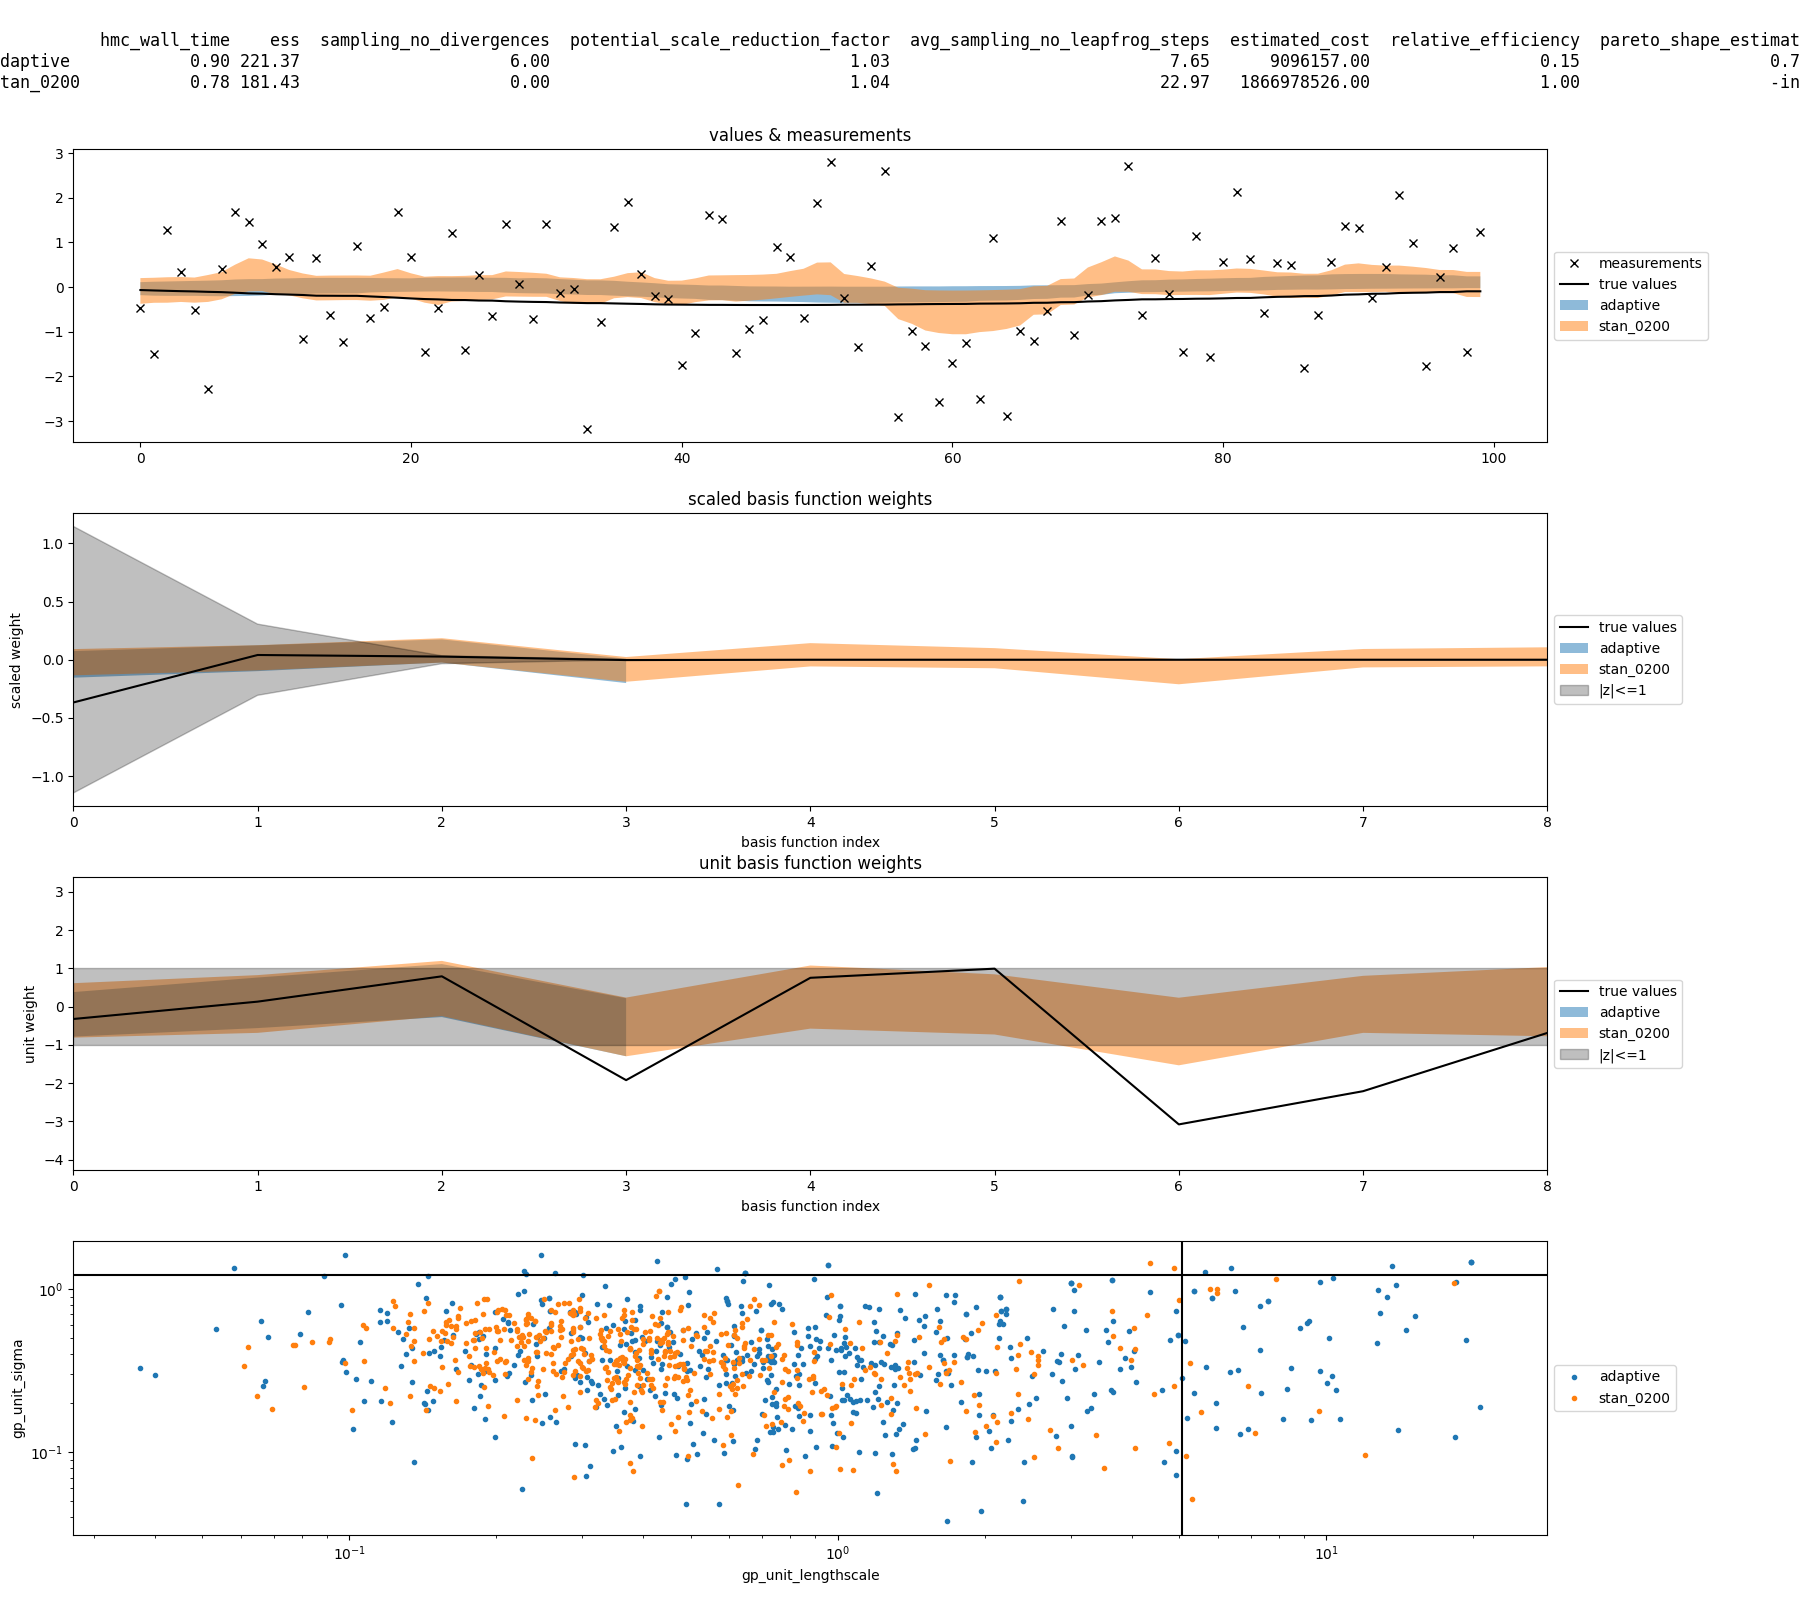 hmc_wall_time ess sampling_no_divergences potential_scale_reduction_factor avg_sampling_no_leapfrog_steps estimated_cost relative_efficiency pareto_shape_estimat
daptive 0.90 221.37 6.00 1.03 7.65 9096157.00 0.15 0.7
tan_0200 0.78 181.43 0.00 1.04 22.97 1866978526.00 1.00 -in
values & measurements
3
2
1
0
−1
−2
−3
0 20 40 60 80 100
measurements
true values
adaptive
stan_0200
scaled basis function weights
scaled weight
1.0
0.5
0.0
−0.5
−1.0
0 1 2 3 4 5 6 7 8
basis function index
true values
adaptive
stan_0200
|z|<=1
unit basis function weights
unit weight
3
2
1
0
−1
−2
−3
−4
0 1 2 3 4 5 6 7 8
basis function index
true values
adaptive
stan_0200
|z|<=1
gp_unit_sigma
10⁰
10⁻¹
10⁻¹ 10⁰ 10¹
gp_unit_lengthscale
adaptive
stan_0200